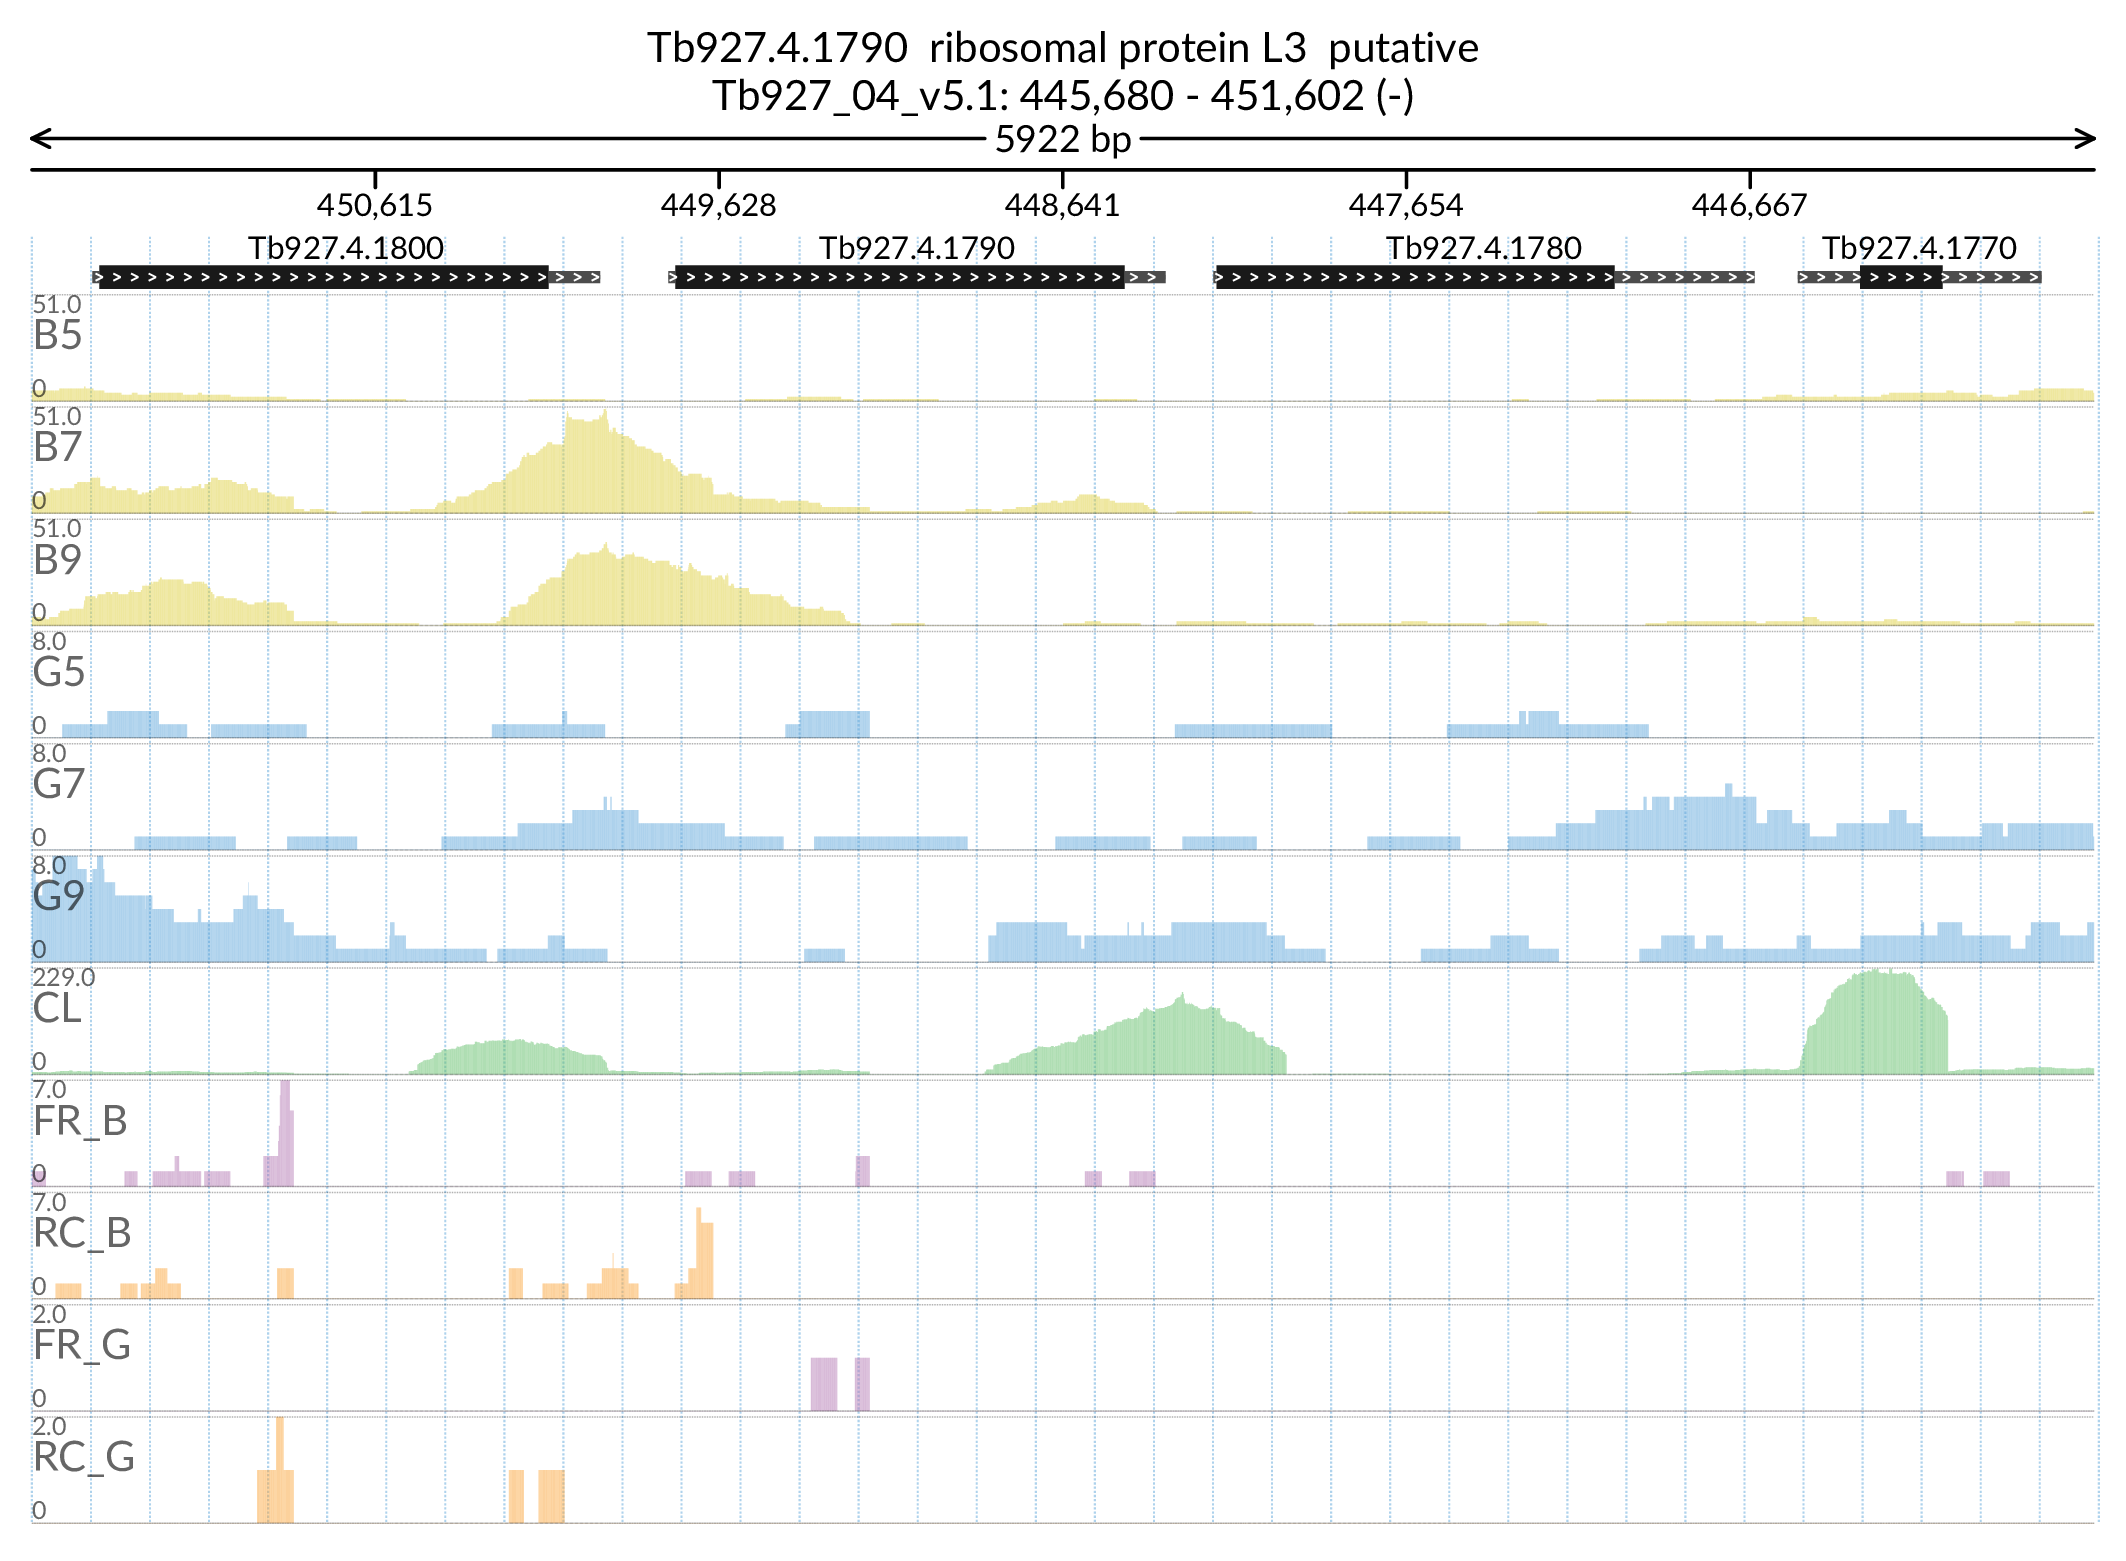 Tb927.4.1790  ribosomal protein L3  putative
Tb927_04_v5.1: 445,680 - 451,602 (-)
5922 bp
450,615 449,628 448,641 447,654 446,667
Tb927.4.1800 Tb927.4.1790 Tb927.4.1780 Tb927.4.1770
51.0
B5
0
51.0
B7
0
51.0
B9
0
8.0
G5
0
8.0
G7
0
8.0
G9
0
229.0
CL
0
7.0
FR_B
0
7.0
RC_B
0
2.0
FR_G
0
2.0
RC_G
0